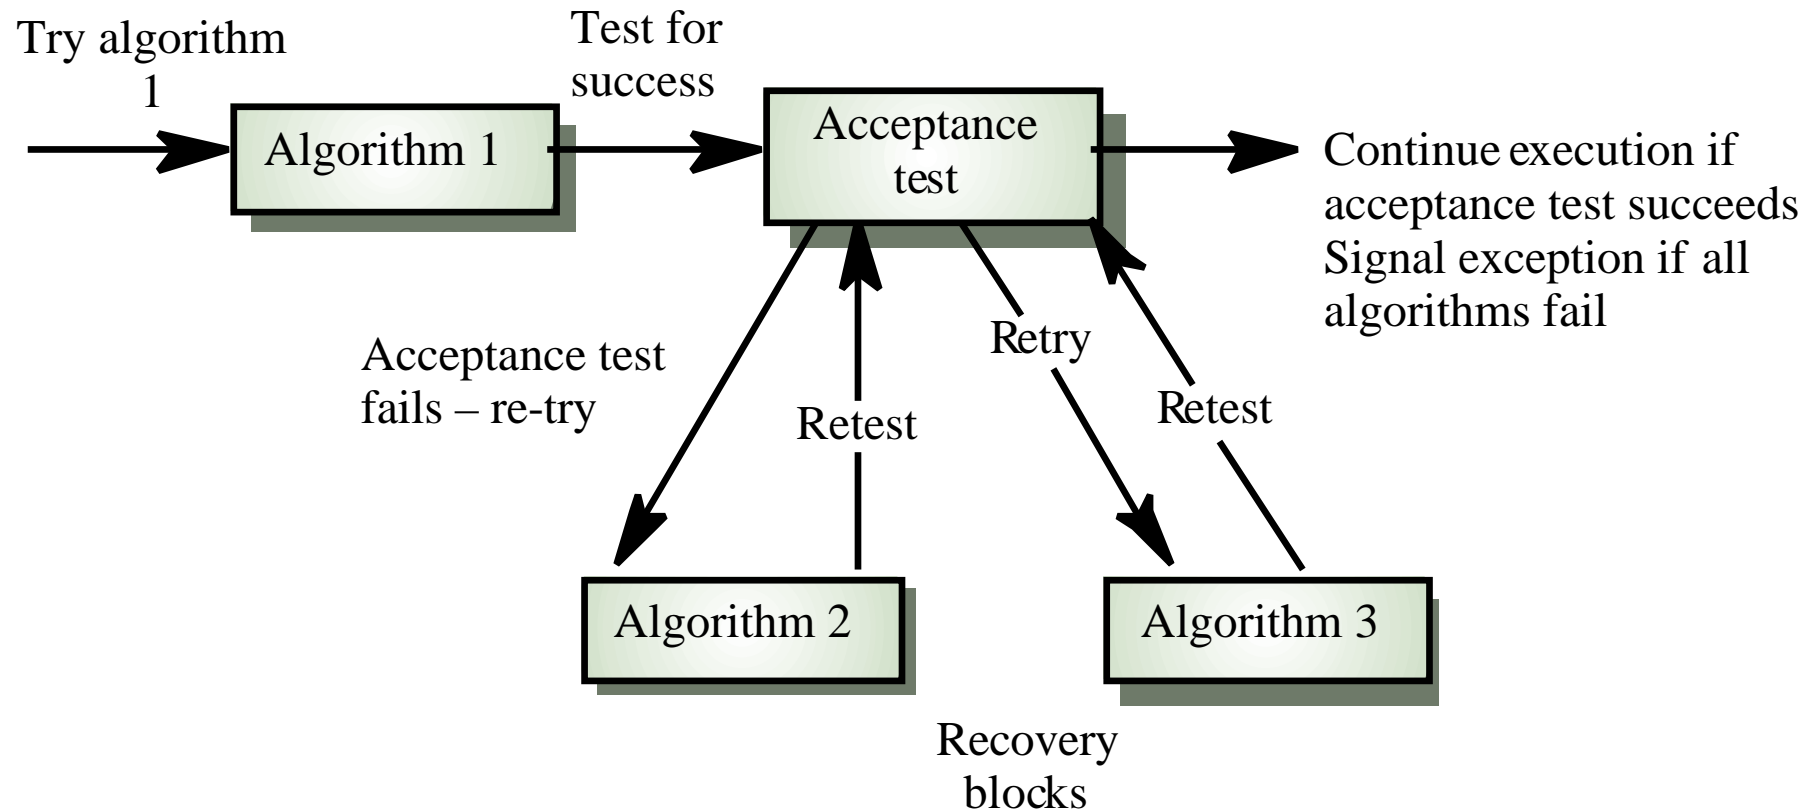 Try algorithm
1
Test for
success
Algorithm 1
Acceptance
test
Continue execution if
acceptance test succeeds
Signal exception if all
algorithms fail
Acceptance test
fails – re-try
Retest
Retry
Retest
Algorithm 2
Algorithm 3
Recovery
blocks